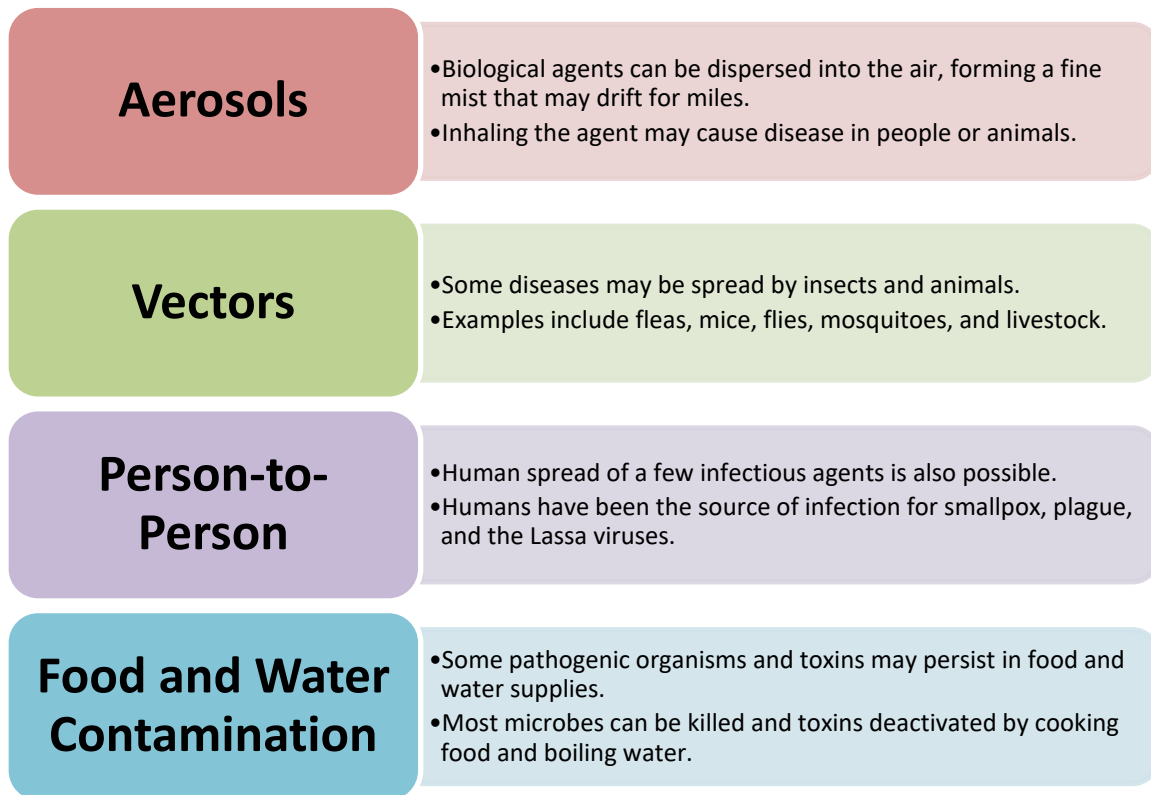 Aerosols
•Biological agents can be dispersed into the air, forming a fine
mist that may drift for miles.
•Inhaling the agent may cause disease in people or animals.
Vectors
•Some diseases may be spread by insects and animals.
•Examples include fleas, mice, flies, mosquitoes, and livestock.
Person-to-
Person
•Human spread of a few infectious agents is also possible.
•Humans have been the source of infection for smallpox, plague,
and the Lassa viruses.
Food and Water
Contamination
•Some pathogenic organisms and toxins may persist in food and
water supplies.
•Most microbes can be killed and toxins deactivated by cooking
food and boiling water.